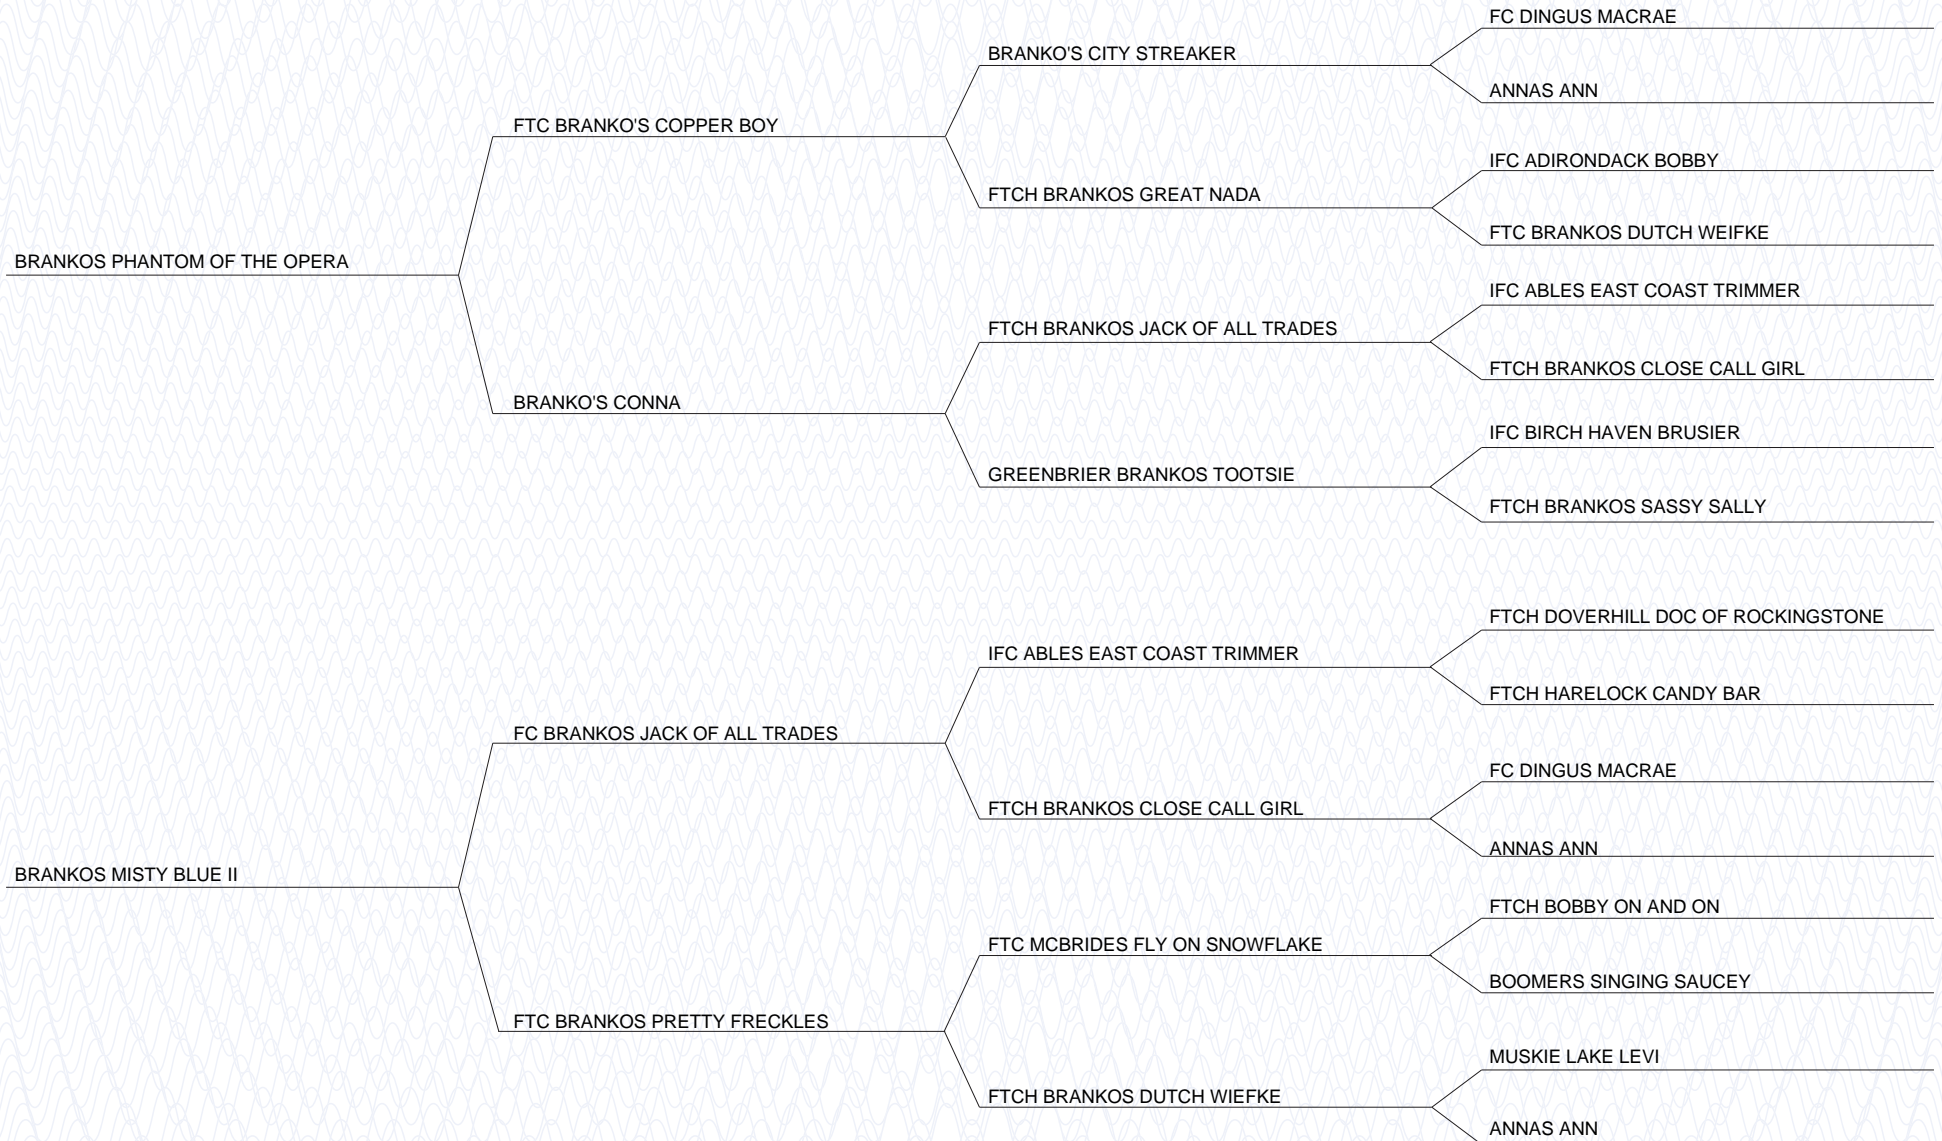 FC DINGUS MACRAE
BRANKO'S CITY STREAKER
ANNAS ANN
FTC BRANKO'S COPPER BOY
IFC ADIRONDACK BOBBY
FTCH BRANKOS GREAT NADA
FTC BRANKOS DUTCH WEIFKE
BRANKOS PHANTOM OF THE OPERA
IFC ABLES EAST COAST TRIMMER
FTCH BRANKOS JACK OF ALL TRADES
FTCH BRANKOS CLOSE CALL GIRL
BRANKO'S CONNA
IFC BIRCH HAVEN BRUSIER
GREENBRIER BRANKOS TOOTSIE
FTCH BRANKOS SASSY SALLY
FTCH DOVERHILL DOC OF ROCKINGSTONE
IFC ABLES EAST COAST TRIMMER
FTCH HARELOCK CANDY BAR
FC BRANKOS JACK OF ALL TRADES
FC DINGUS MACRAE
FTCH BRANKOS CLOSE CALL GIRL
ANNAS ANN
BRANKOS MISTY BLUE II
FTCH BOBBY ON AND ON
FTC MCBRIDES FLY ON SNOWFLAKE
BOOMERS SINGING SAUCEY
FTC BRANKOS PRETTY FRECKLES
MUSKIE LAKE LEVI
FTCH BRANKOS DUTCH WIEFKE
ANNAS ANN